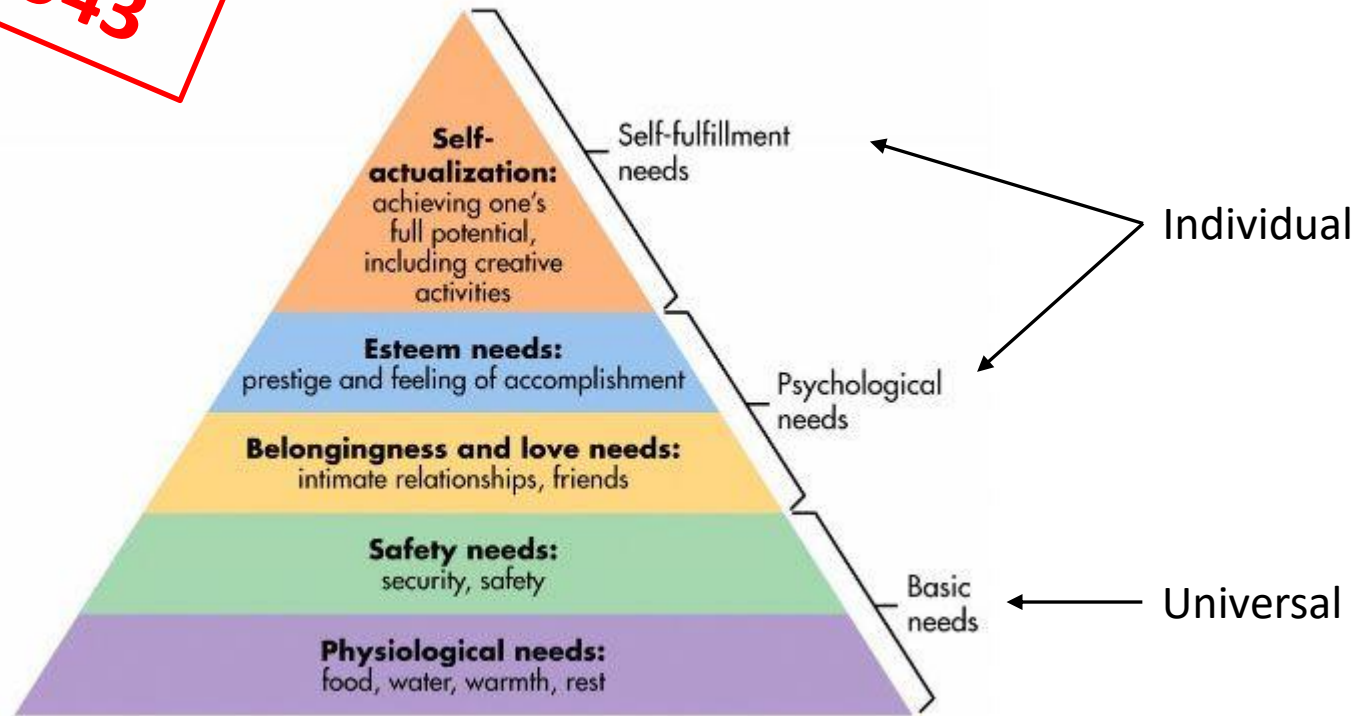 Self-
actualization:
achieving one's
full potential,
including creative
activities
Self-fulfillment
needs
Individual
Esteem needs:
prestige and feeling of accomplishment
Psychological
needs
Belongingness and love needs:
intimate relationships, friends
Safety needs:
security, safety
Basic
needs
Universal
Physiological needs:
food, water, warmth, rest